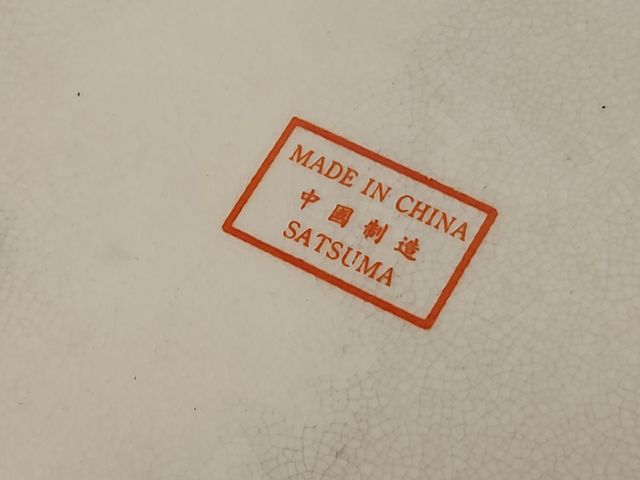 MADE IN CHINA
中國制造
SATSUMA